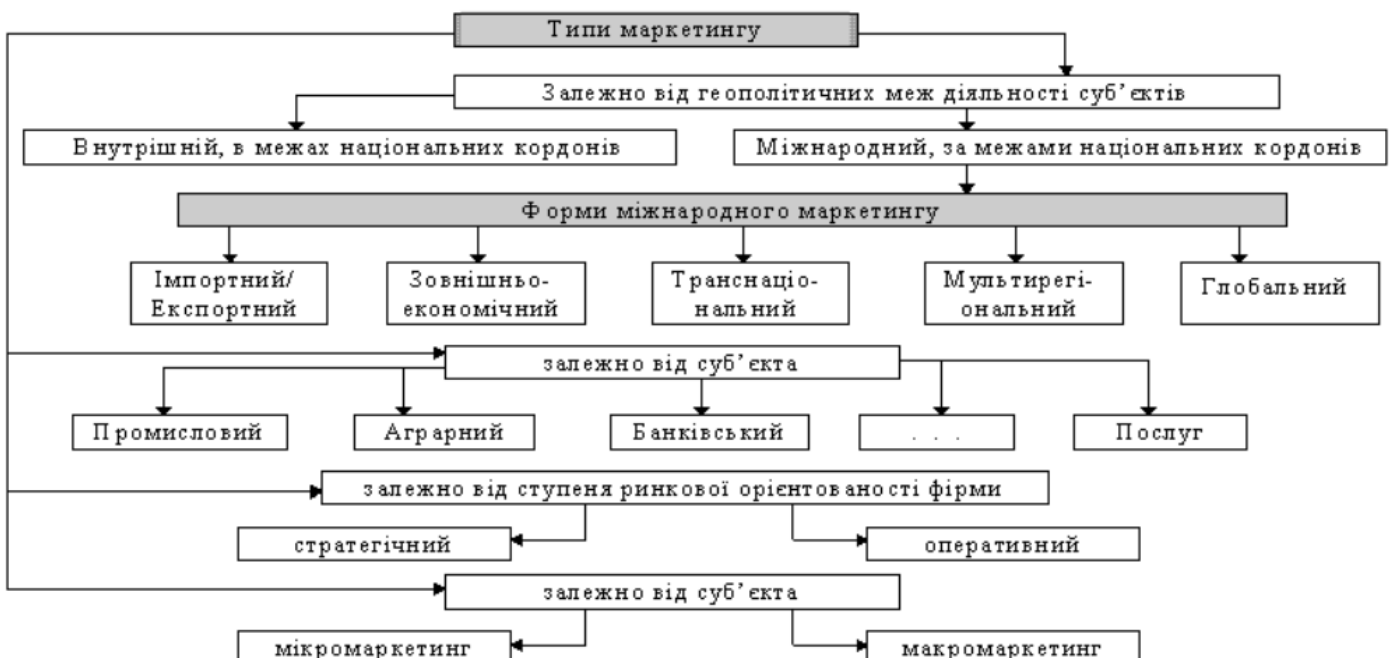 Типи маркетингу
Залежно від геополітичних меж діяльності суб’єктів
Внутрішній, в межах національних кордонів
Міжнародний, за межами національних кордонів
Форми міжнародного маркетингу
Імпортний/
Експортний
Зовнішньо-
економічний
Транснаціо-
нальний
Мультирегі-
ональний
Глобальний
залежно від суб’єкта
Промисловий
Аграрний
Банківський
. . .
Послуг
залежно від ступеня ринкової орієнтованості фірми
стратегічний
оперативний
залежно від суб’єкта
мікромаркетинг
макромаркетинг